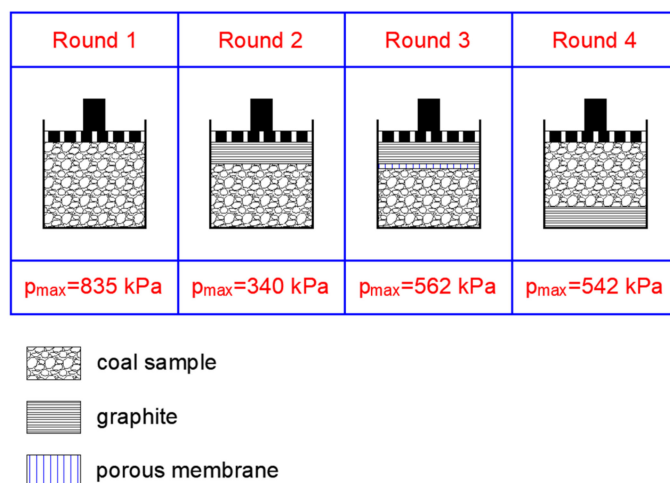 Round 1 Round 2 Round 3 Round 4
pmax=835 kPa pmax=340 kPa pmax=562 kPa pmax=542 kPa
coal sample
graphite
porous membrane